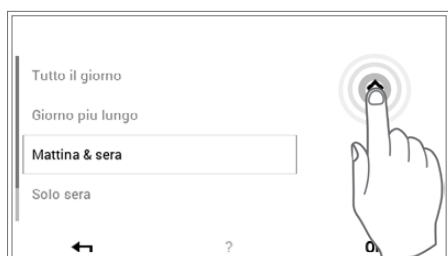 Tutto il giorno
Giorno piu lungo
Mattina & sera
Solo sera
?